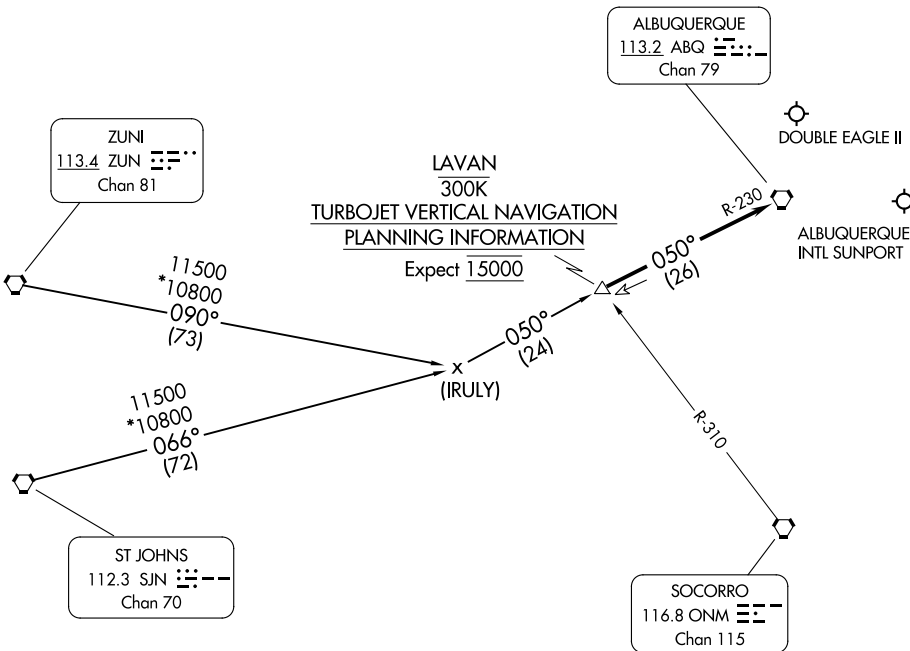 ALBUQUERQUE
113.2 ABQ
Chan 79
DOUBLE EAGLE II
ZUNI
113.4 ZUN
Chan 81
LAVAN
300K
TURBOJET VERTICAL NAVIGATION
PLANNING INFORMATION
Expect 15000
R-230
ALBUQUERQUE
INTL SUNPORT
050°
(26)
11500
*10800
090°
(73)
050°
(24)
X
(IRULY)
11500
*10800
066°
(72)
R-310
ST JOHNS
112.3 SJN
Chan 70
SOCORRO
116.8 ONM
Chan 115